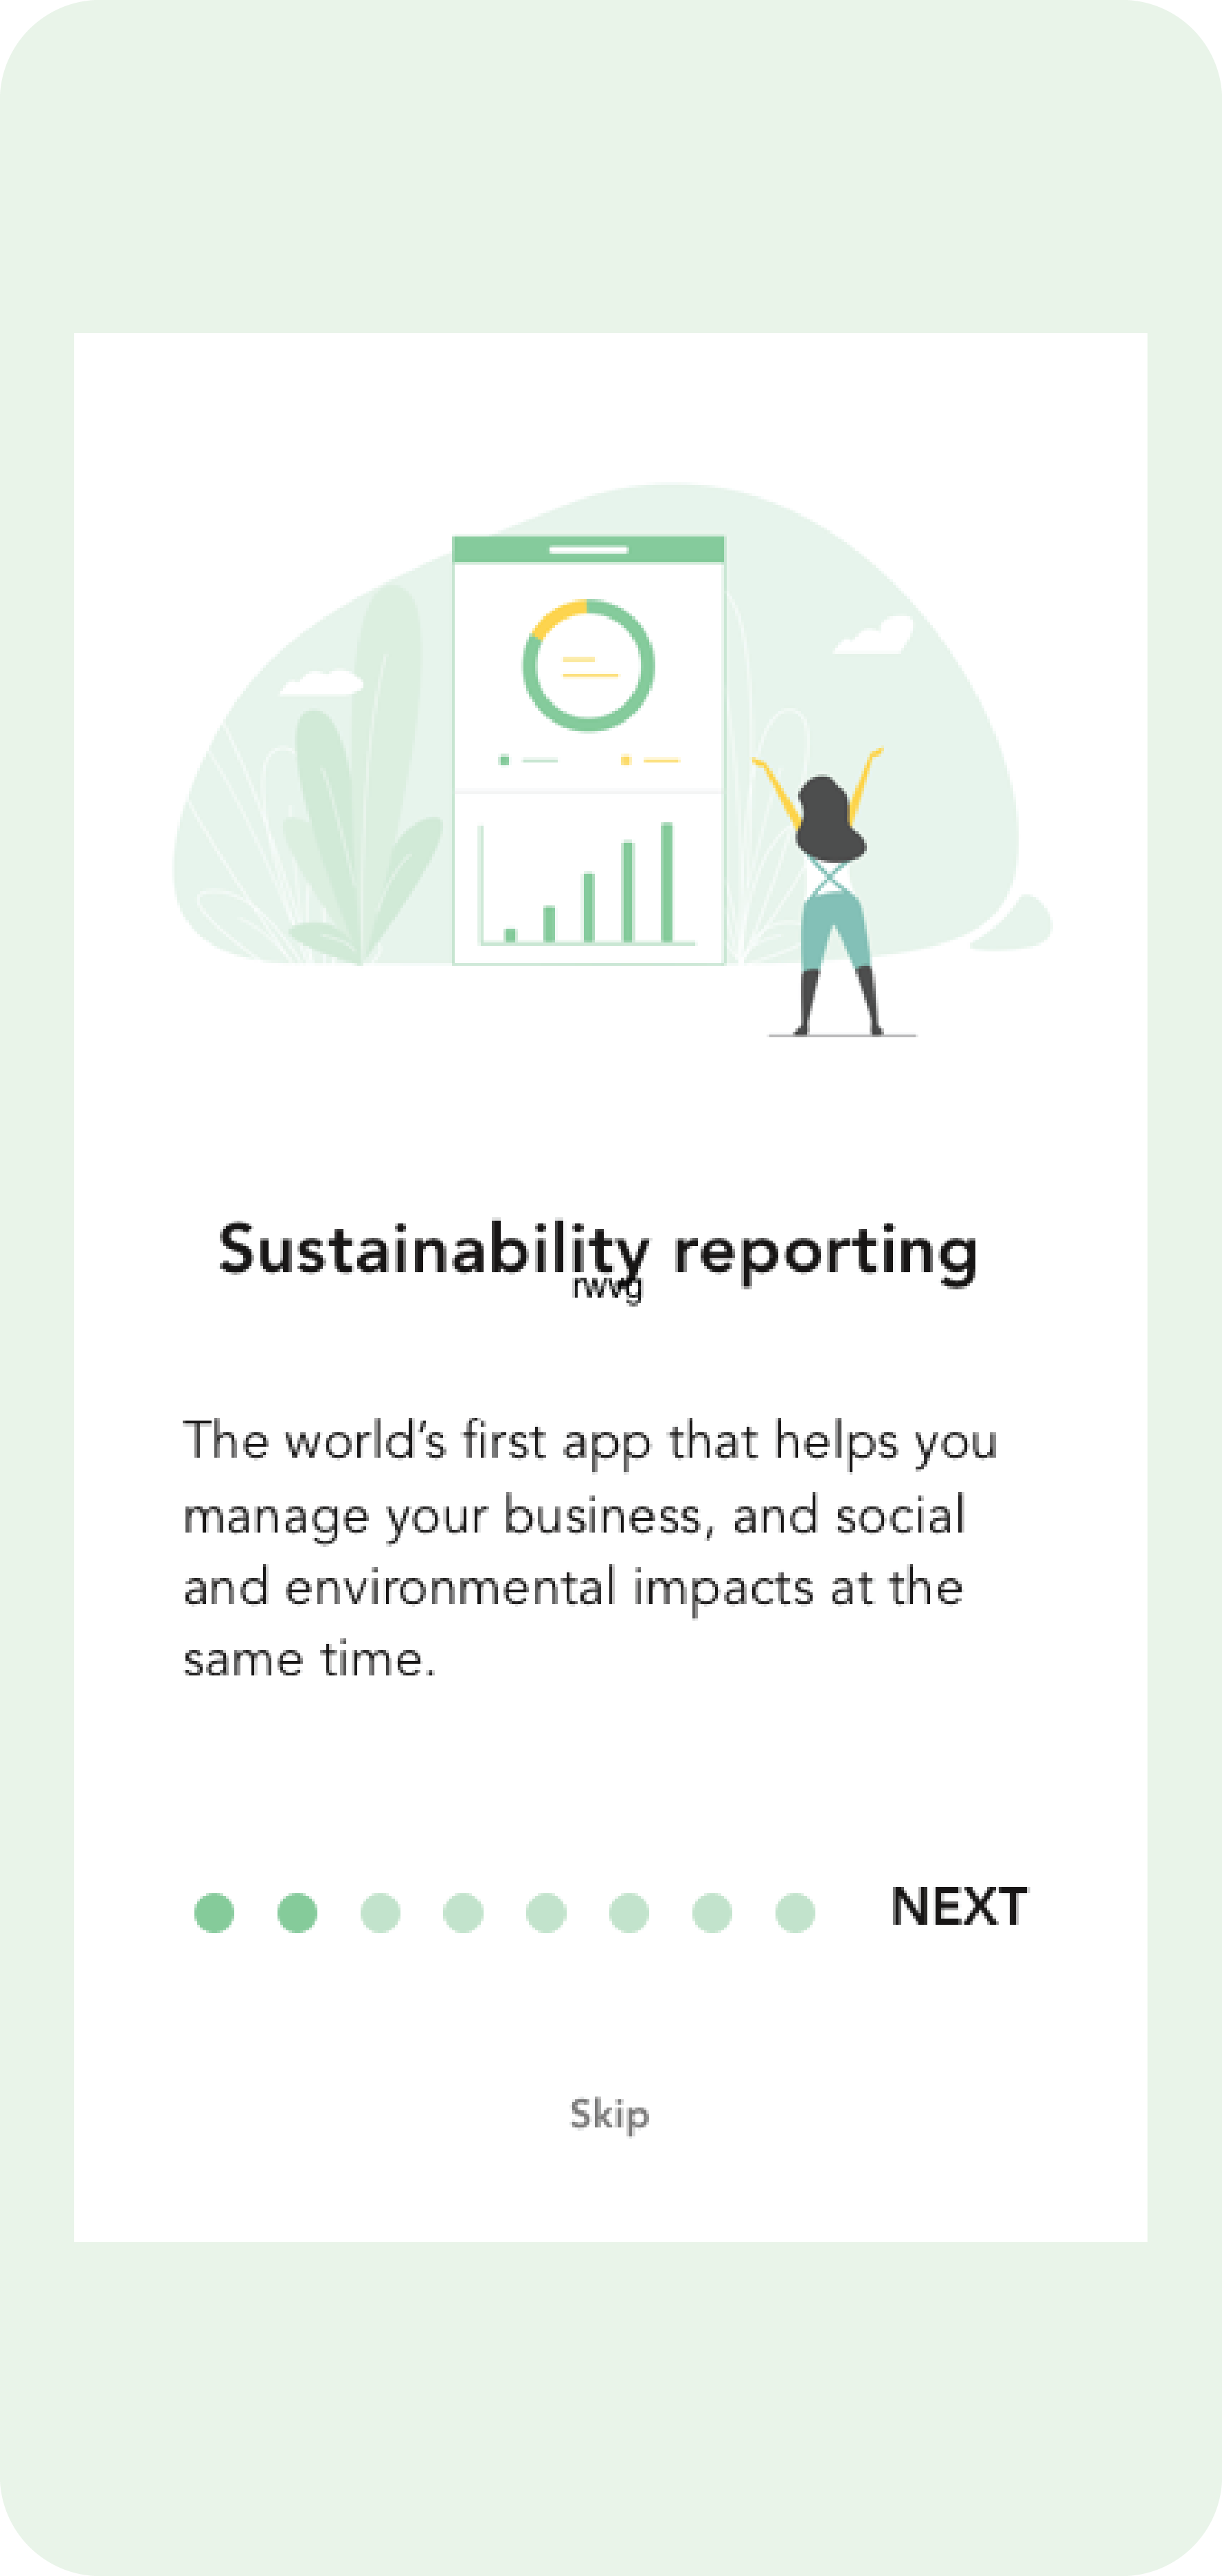 Sustainability reporting
rwvg
The world’s first app that helps you
manage your business, and social
and environmental impacts at the
same time.
NEXT
Skip